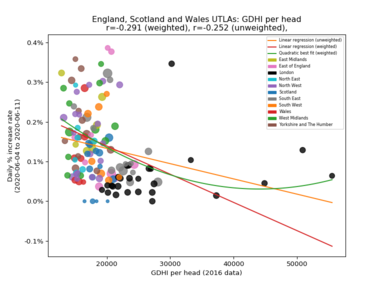 England, Scotland and Wales UTLAs: GDHI per head
r=-0.291 (weighted), r=-0.252 (unweighted),
Linear regression (unweighted)
Linear regression (weighted)
Quadratic best fit (weighted)
East Midlands
East of England
London
North East
North West
Scotland
South East
South West
Wales
West Midlands
Yorkshire and The Humber
0.4%
0.3%
0.2%
0.1%
0.0%
-0.1%
Daily % increase rate
(2020-06-04 to 2020-06-11)
20000
30000
40000
50000
GDHI per head (2016 data)